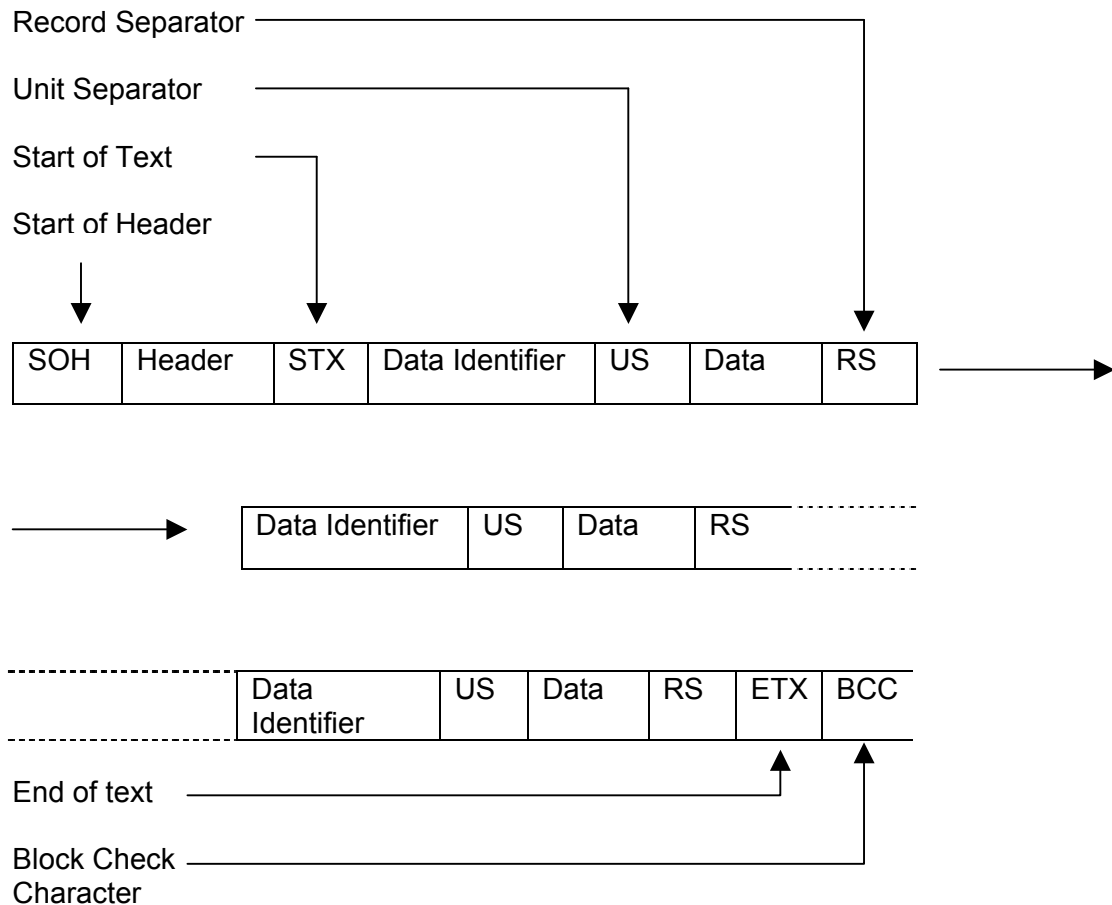 Record Separator
Unit Separator
Start of Text
Start of Header
SOH Header STX Data Identifier US Data RS
Data Identifier US Data RS
Data US Data RS ETX BCC
Identifier
End of text
Block Check
Character